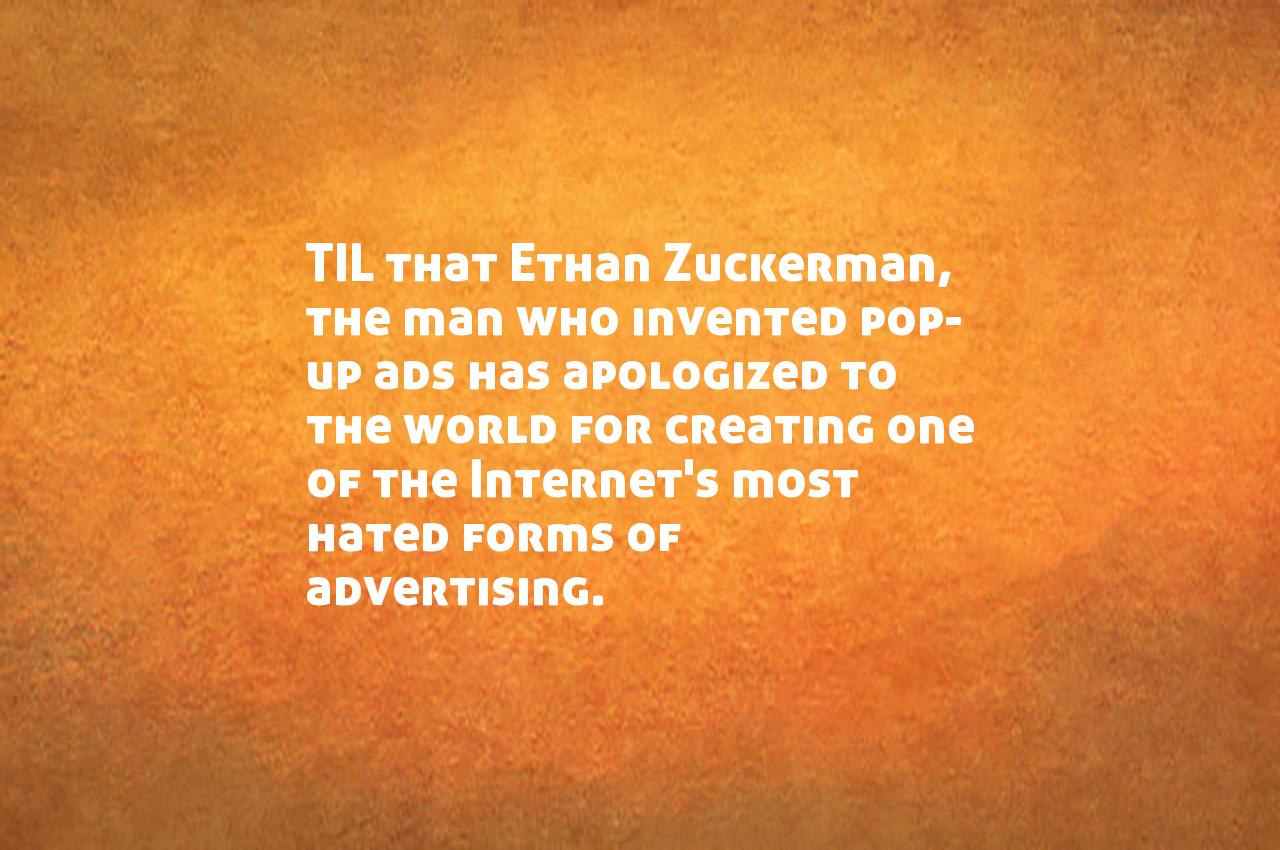 TIL that Ethan Zuckerman,
the man who invented pop-
up ads has apologized to
the world for creating one
of the Internet's most
hated forms of
advertising.